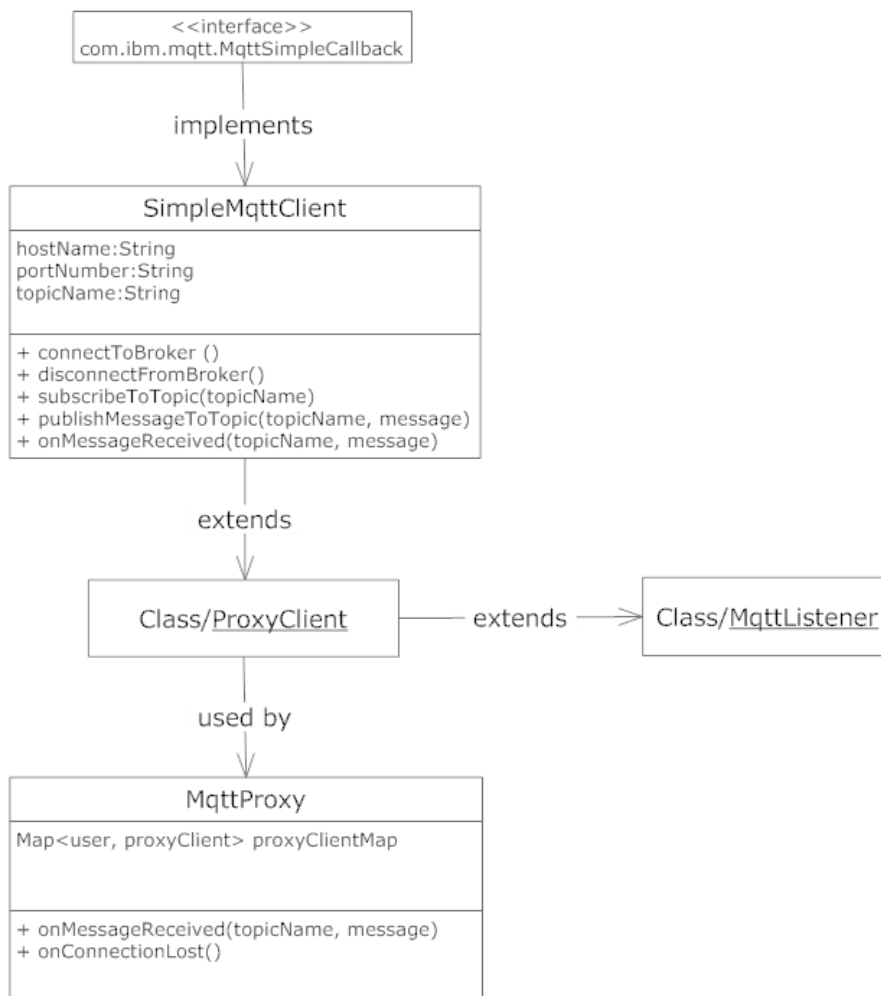 <<interface>>
com.ibm.mqtt.MqttSimpleCallback
implements
SimpleMqttClient
hostName:String
portNumber:String
topicName:String
+ connectToBroker ()
+ disconnectFromBroker()
+ subscribeToTopic(topicName)
+ publishMessageToTopic(topicName, message)
+ onMessageReceived(topicName, message)
extends
Class/ProxyClient
extends
Class/MqttListener
used by
MqttProxy
Map<user, proxyClient> proxyClientMap
+ onMessageReceived(topicName, message)
+ onConnectionLost()